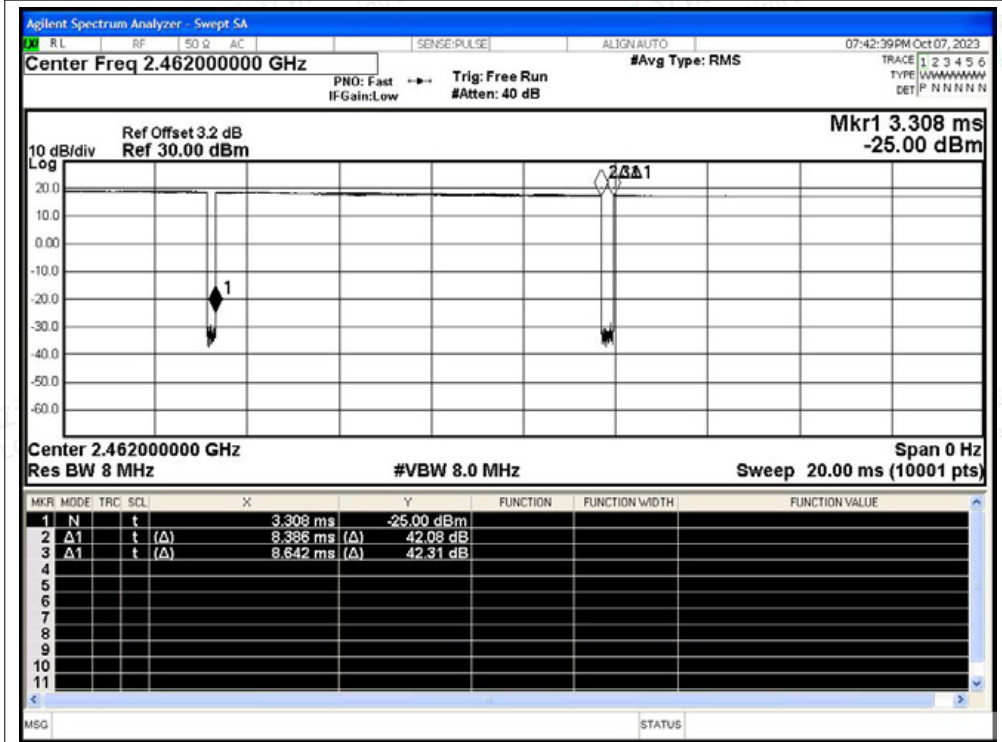 Agilent Spectrum Analyzer - Swept SA
LXI RL RF 50 Ω AC SENSE:PULSE ALIGN AUTO 07:42:39 PM Oct 07, 2023
Center Freq 2.462000000 GHz #Avg Type: RMS TRACE 1 2 3 4 5 6
PNO: Fast Trig: Free Run TYPE WWWWWW
IFGain:Low #Atten: 40 dB DET P N N N N N
Mkr1 3.308 ms
Ref Offset 3.2 dB
10 dB/div Ref 30.00 dBm -25.00 dBm
Log
20.0
10.0
0.00
-10.0
-20.0
-30.0
-40.0
-50.0
-60.0
1
Center 2.462000000 GHz Span 0 Hz
Res BW 8 MHz #VBW 8.0 MHz Sweep 20.00 ms (10001 pts)
MKR MODE TRC SCL X Y FUNCTION FUNCTION WIDTH FUNCTION VALUE
1 N t 3.308 ms -25.00 dBm
2 Δ1 t (Δ) 8.386 ms (Δ) 42.08 dB
3 Δ1 t (Δ) 8.642 ms (Δ) 42.31 dB
4
5
6
7
8
9
10
11
MSG STATUS